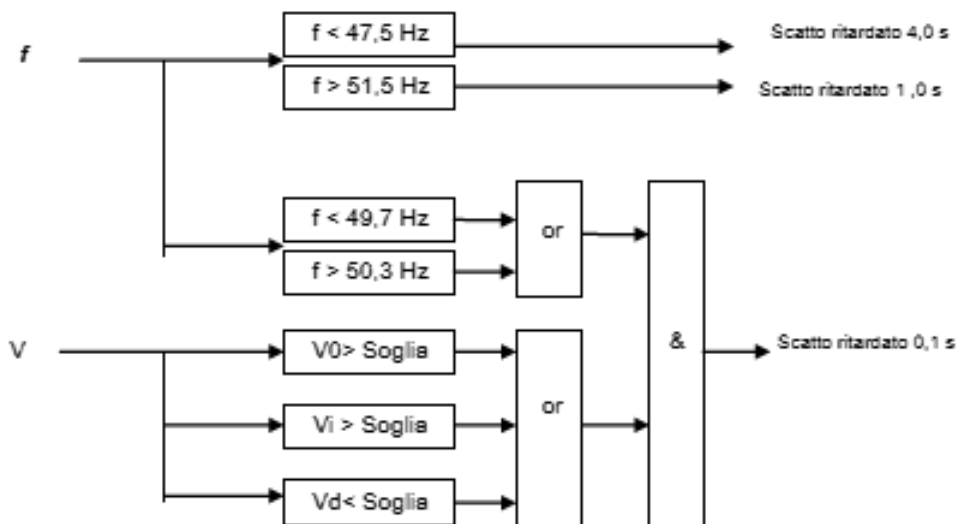 f
f < 47,5 Hz
Scatto ritardato 4,0 s
f > 51,5 Hz
Scatto ritardato 1 ,0 s
f < 49,7 Hz
or
f > 50,3 Hz
V
V0> Soglia
&
Scatto ritardato 0,1 s
Vi > Soglia
or
Vd< Soglia